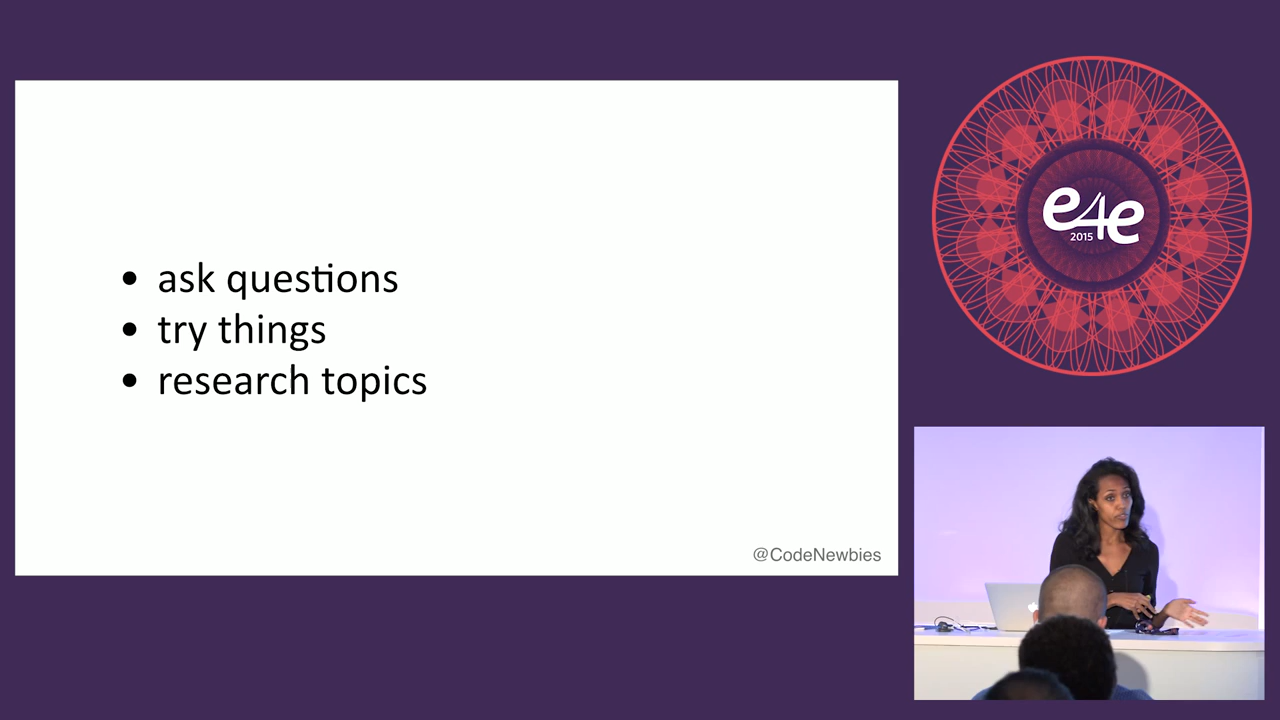 • ask questions
• try things
• research topics
@CodeNewbies
e4e
2015